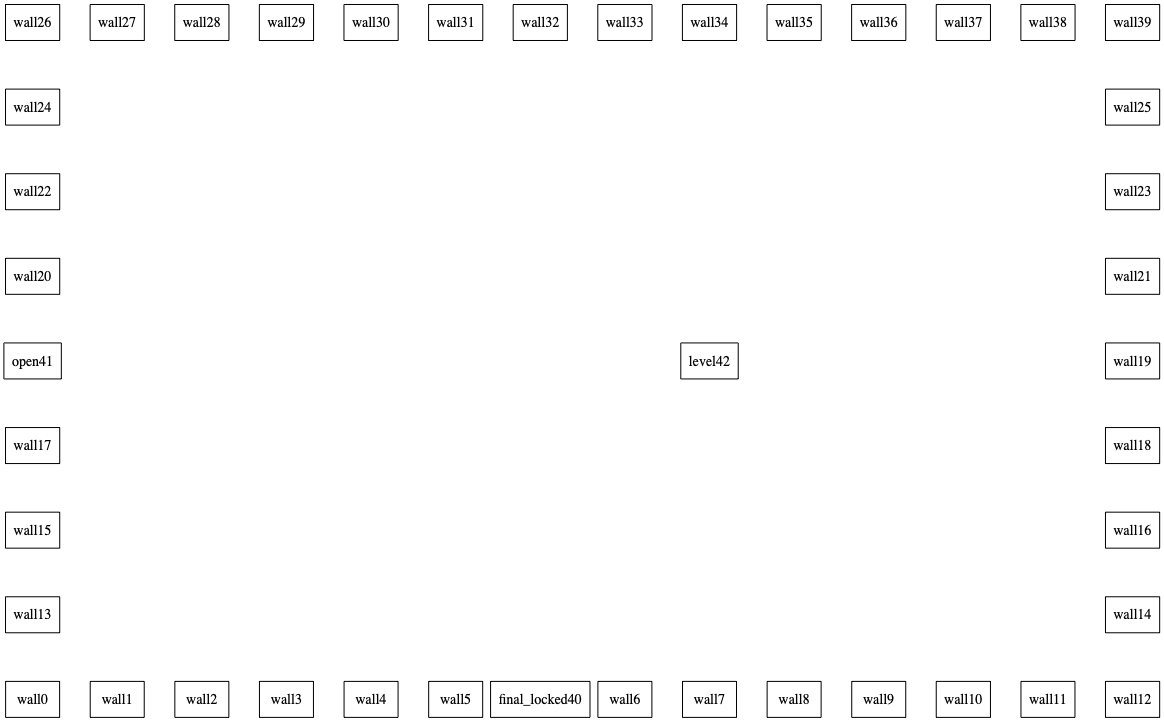 wall26 wall27 wall28 wall29 wall30 wall31 wall32 wall33 wall34 wall35 wall36 wall37 wall38 wall39
wall24 wall25
wall22 wall23
wall20 wall21
open41 level42 wall19
wall17 wall18
wall15 wall16
wall13 wall14
wall0 wall1 wall2 wall3 wall4 wall5 final_locked40 wall6 wall7 wall8 wall9 wall10 wall11 wall12